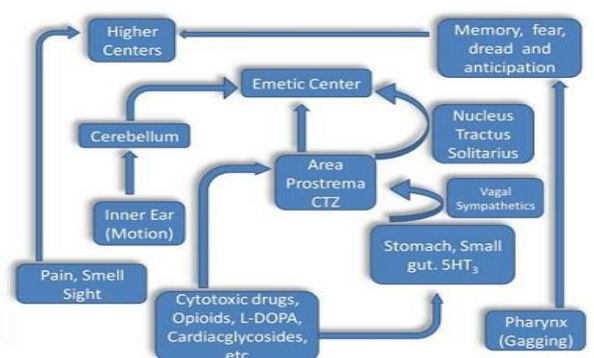 Higher
Centers
Memory, fear,
dread and
anticipation
Emetic Center
Nucleus
Tractus
Solitarius
Cerebellum
Area
Prostrema
CTZ
Vagal
Sympathetics
Inner Ear
(Motion)
Stomach, Small
gut. 5HT₃
Pain, Smell
Sight
Cytotoxic drugs,
Opioids, L-DOPA,
Cardiacglycosides,
etc
Pharynx
(Gagging)